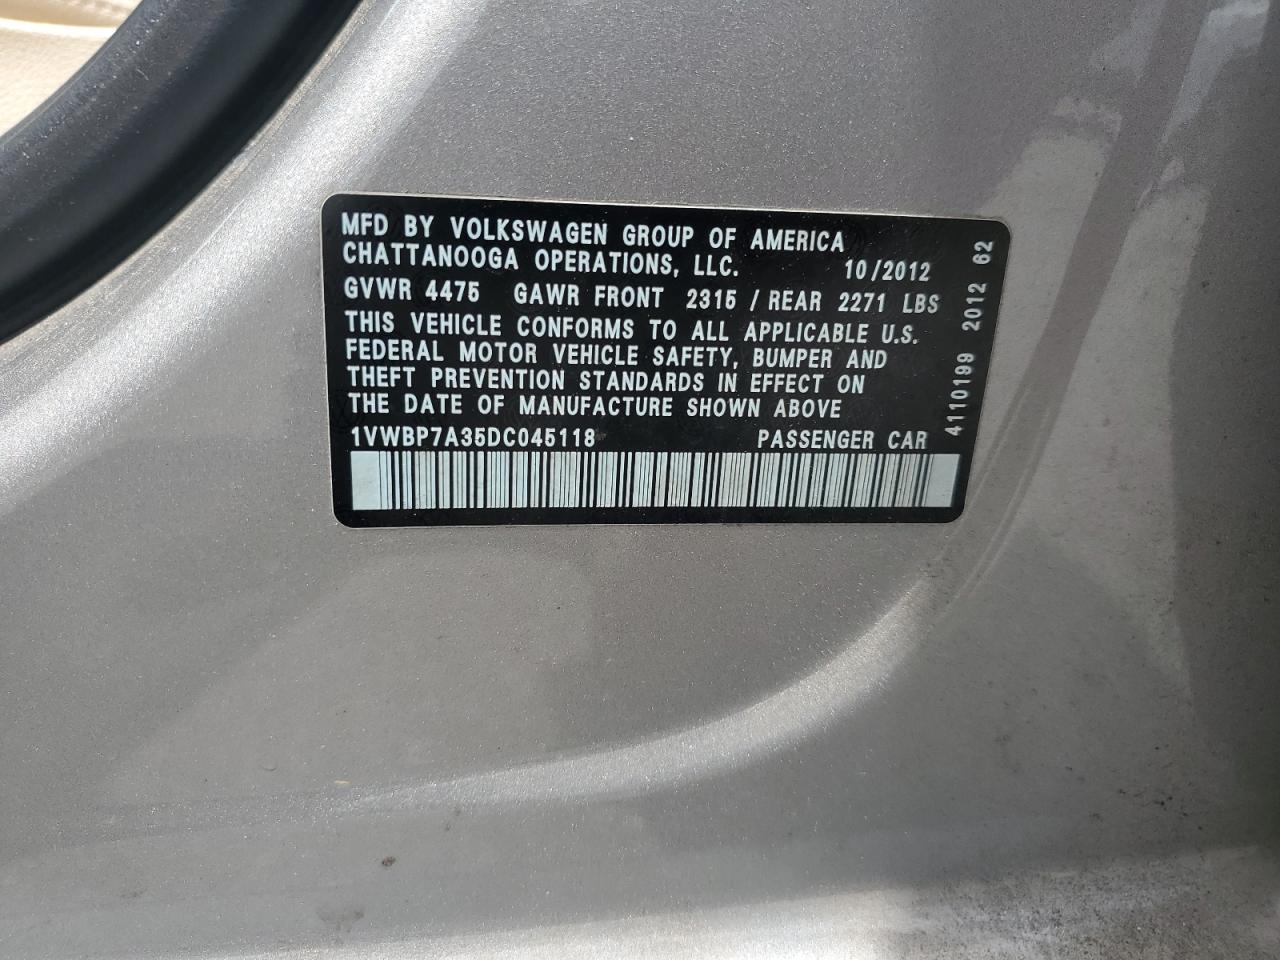 MFD BY VOLKSWAGEN GROUP OF AMERICA
CHATTANOOGA OPERATIONS, LLC. 10/2012
GVWR 4475 GAWR FRONT 2315 / REAR 2271 LBS
THIS VEHICLE CONFORMS TO ALL APPLICABLE U.S.
FEDERAL MOTOR VEHICLE SAFETY, BUMPER AND
THEFT PREVENTION STANDARDS IN EFFECT ON
THE DATE OF MANUFACTURE SHOWN ABOVE
1VWBP7A35DC045118 PASSENGER CAR
4110199 2012 62